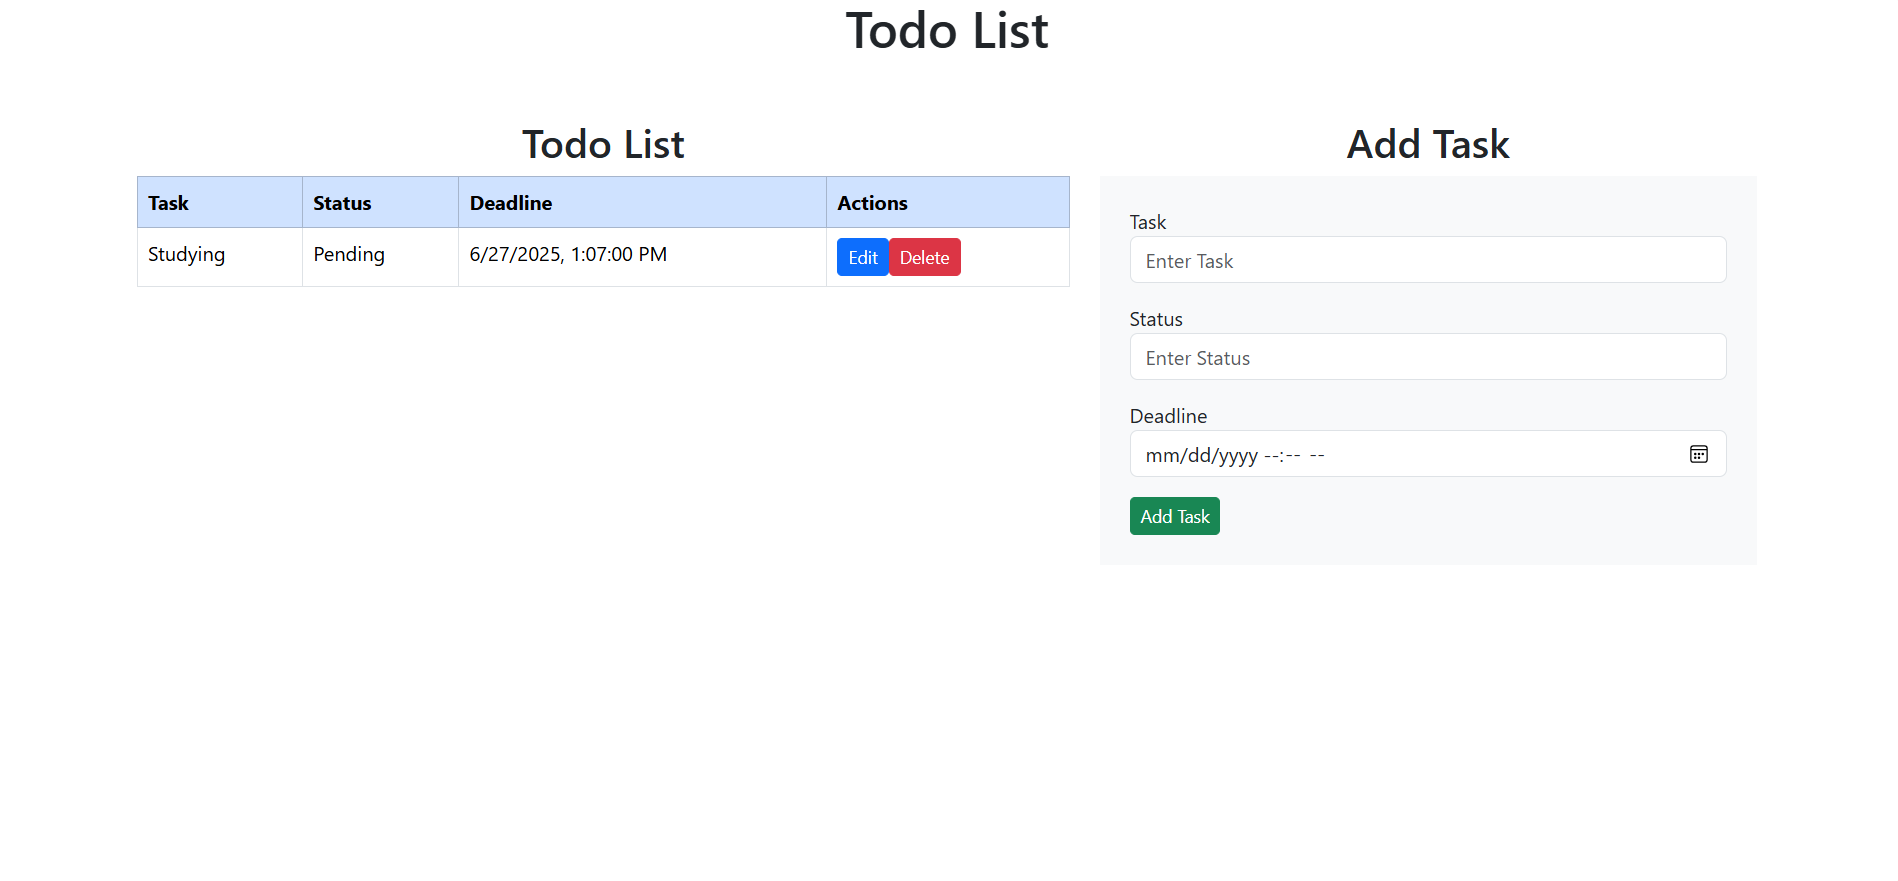 Todo List
Todo List
Task Status Deadline Actions
Studying Pending 6/27/2025, 1:07:00 PM Edit Delete
Add Task
Task
Enter Task
Status
Enter Status
Deadline
mm/dd/yyyy --:-- --
Add Task